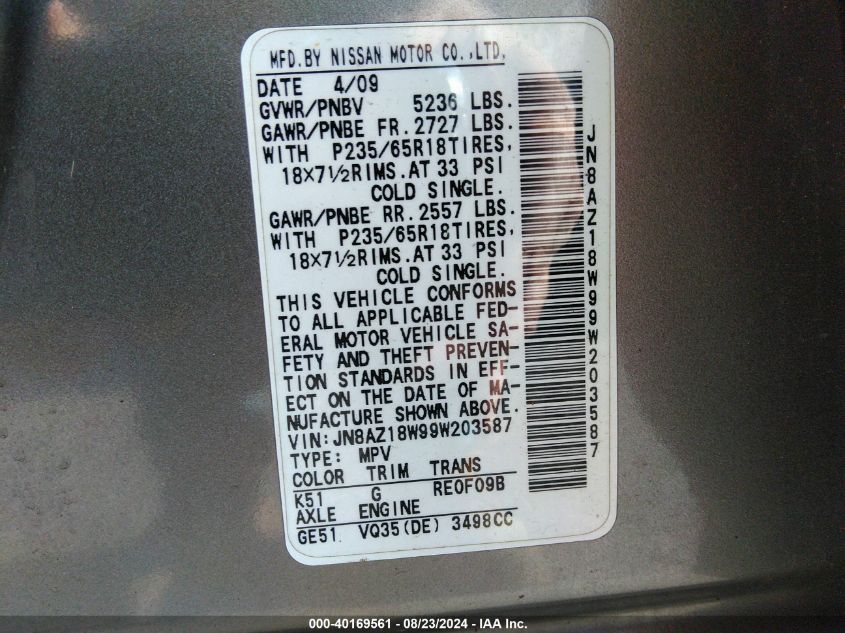 MFD.BY NISSAN MOTOR CO.,LTD.
DATE 4/09
GVWR/PNBV 5236 LBS.
GAWR/PNBE FR. 2727 LBS.
WITH P235/65R18TIRES,
18×7½RIMS.AT 33 PSI
COLD SINGLE.
GAWR/PNBE RR. 2557 LBS.
WITH P235/65R18TIRES,
18×7½RIMS.AT 33 PSI
COLD SINGLE.
THIS VEHICLE CONFORMS
TO ALL APPLICABLE FED-
ERAL MOTOR VEHICLE SA-
FETY AND THEFT PREVEN-
TION STANDARDS IN EFF-
ECT ON THE DATE OF MA-
NUFACTURE SHOWN ABOVE.
VIN:JN8AZ18W99W203587
TYPE: MPV
COLOR TRIM TRANS
K51 G RE0F09B
AXLE ENGINE
GE51 VQ35(DE) 3498CC
JN8AZ18W99W203587
000-40169561 - 08/23/2024 - IAA Inc.